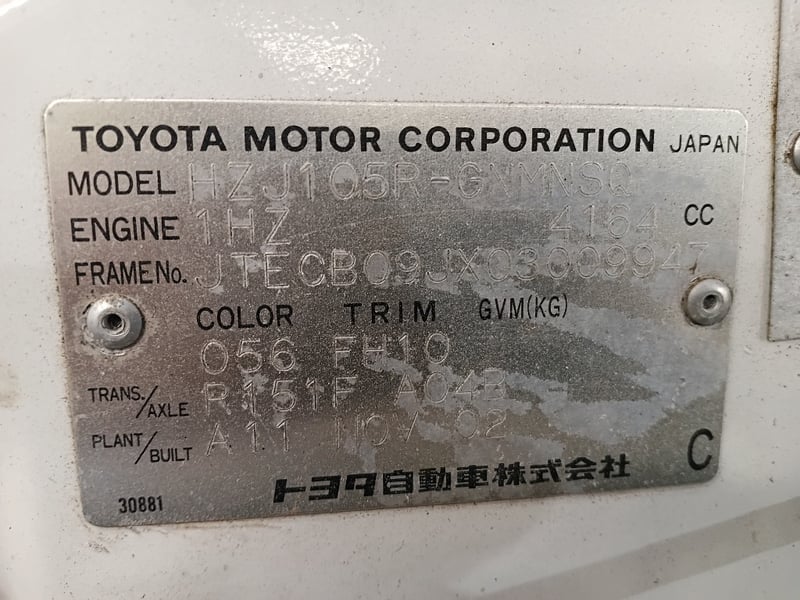 TOYOTA MOTOR CORPORATION JAPAN
MODEL HZJ105R-GNMNSQ
ENGINE 1HZ 4164 CC
FRAME No. JTECB09JX03009947
COLOR TRIM GVM(KG)
056 FH10
TRANS./AXLE R151F A04B
PLANT/BUILT A11 NOV 02
トヨタ自動車株式会社 C
30881